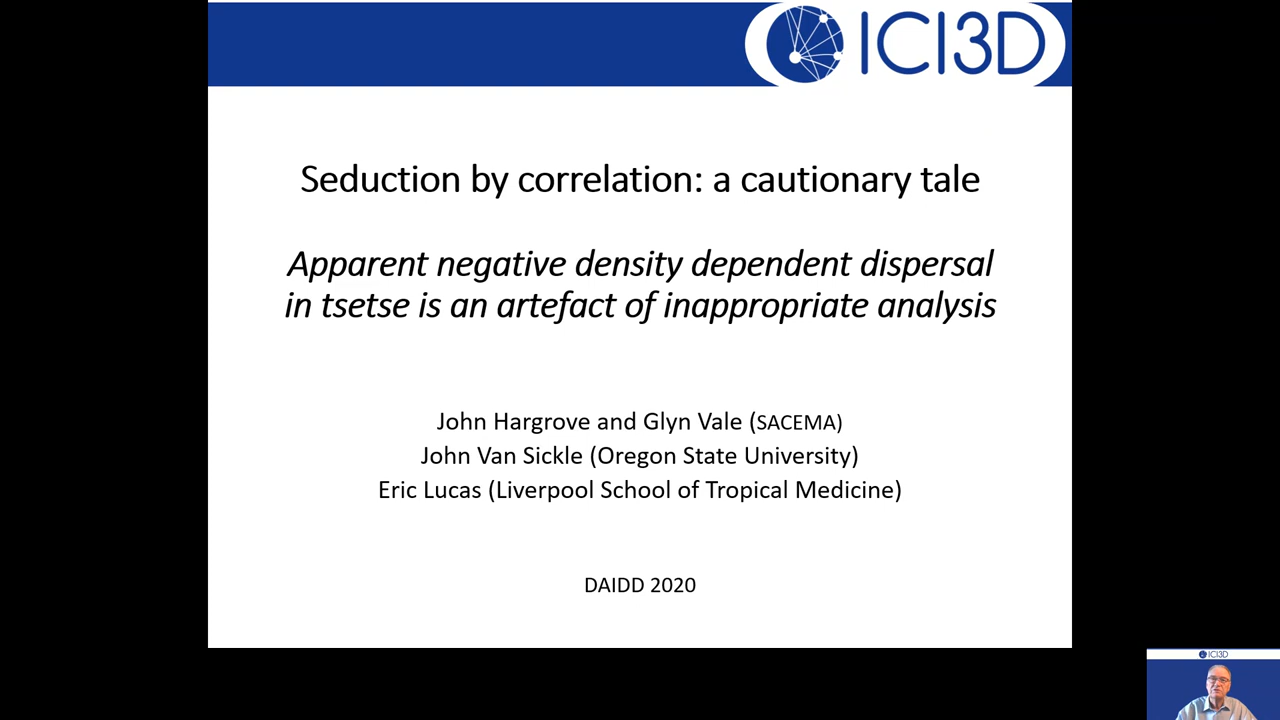 ICI3D
Seduction by correlation: a cautionary tale
Apparent negative density dependent dispersal
in tsetse is an artefact of inappropriate analysis
John Hargrove and Glyn Vale (SACEMA)
John Van Sickle (Oregon State University)
Eric Lucas (Liverpool School of Tropical Medicine)
DAIDD 2020
ICI3D